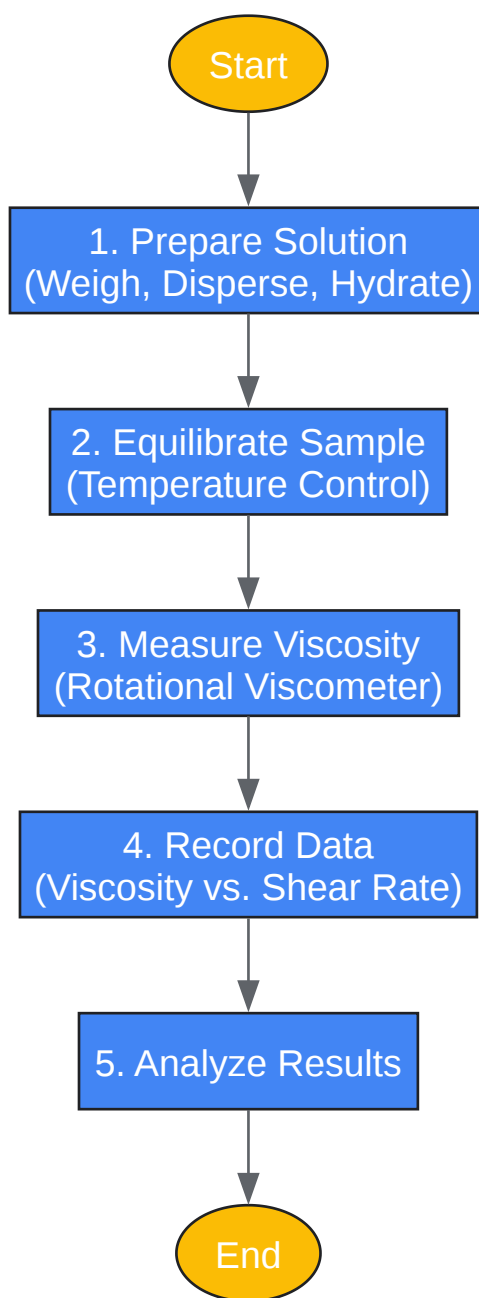 Start
1. Prepare Solution
(Weigh, Disperse, Hydrate)
2. Equilibrate Sample
(Temperature Control)
3. Measure Viscosity
(Rotational Viscometer)
4. Record Data
(Viscosity vs. Shear Rate)
5. Analyze Results
End